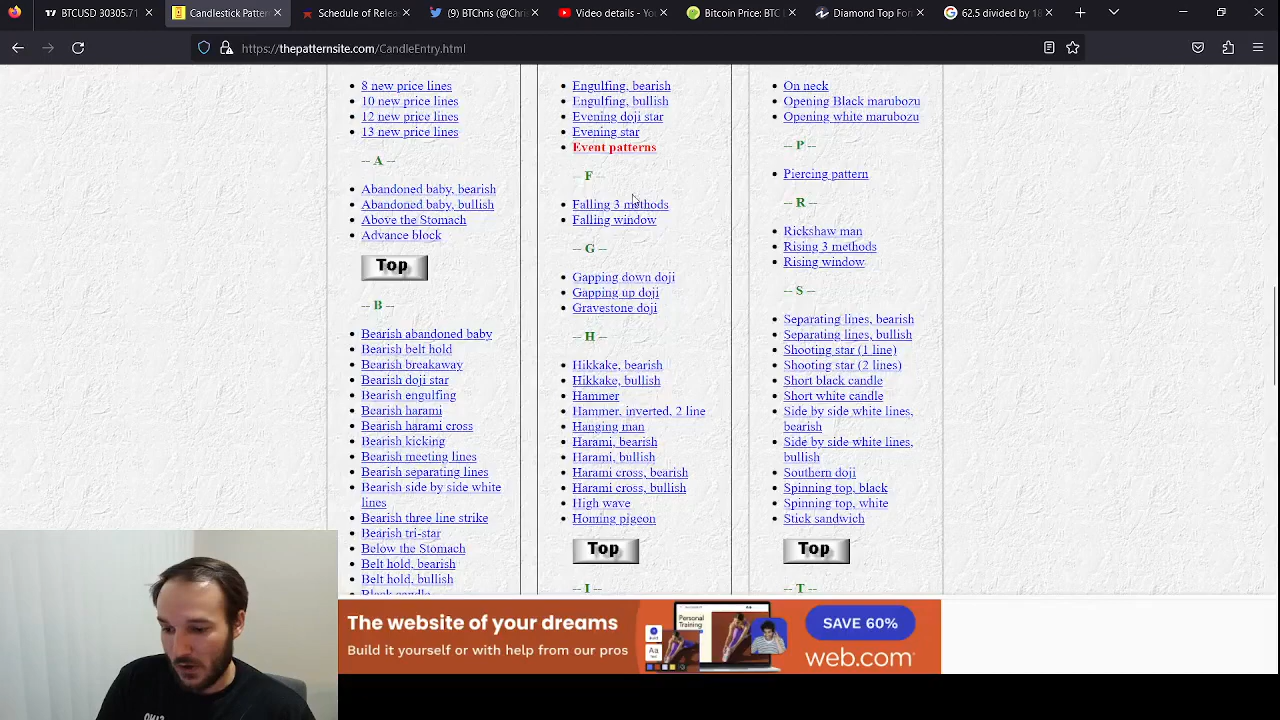 BTCUSD 30305.71
Candlestick Pattern
Schedule of Relea
(9) BTChris (@Chris
Video details - You
Bitcoin Price: BTC L
Diamond Top For
62.5 divided by 18
https://thepatternsite.com/CandleEntry.html
8 new price lines
10 new price lines
12 new price lines
13 new price lines
-- A --
Abandoned baby, bearish
Abandoned baby, bullish
Above the Stomach
Advance block
Top
-- B --
Bearish abandoned baby
Bearish belt hold
Bearish breakaway
Bearish doji star
Bearish engulfing
Bearish harami
Bearish harami cross
Bearish kicking
Bearish meeting lines
Bearish separating lines
Bearish side by side white
lines
Bearish three line strike
Bearish tri-star
Below the Stomach
Belt hold, bearish
Belt hold, bullish
Black candle
Engulfing, bearish
Engulfing, bullish
Evening doji star
Evening star
Event patterns
-- F --
Falling 3 methods
Falling window
-- G --
Gapping down doji
Gapping up doji
Gravestone doji
-- H --
Hikkake, bearish
Hikkake, bullish
Hammer
Hammer, inverted, 2 line
Hanging man
Harami, bearish
Harami, bullish
Harami cross, bearish
Harami cross, bullish
High wave
Homing pigeon
Top
-- I --
On neck
Opening Black marubozu
Opening white marubozu
-- P --
Piercing pattern
-- R --
Rickshaw man
Rising 3 methods
Rising window
-- S --
Separating lines, bearish
Separating lines, bullish
Shooting star (1 line)
Shooting star (2 lines)
Short black candle
Short white candle
Side by side white lines,
bearish
Side by side white lines,
bullish
Southern doji
Spinning top, black
Spinning top, white
Stick sandwich
Top
-- T --
The website of your dreams
Build it yourself or with help from our pros
Personal
Training
Aa
SAVE 60%
web.com